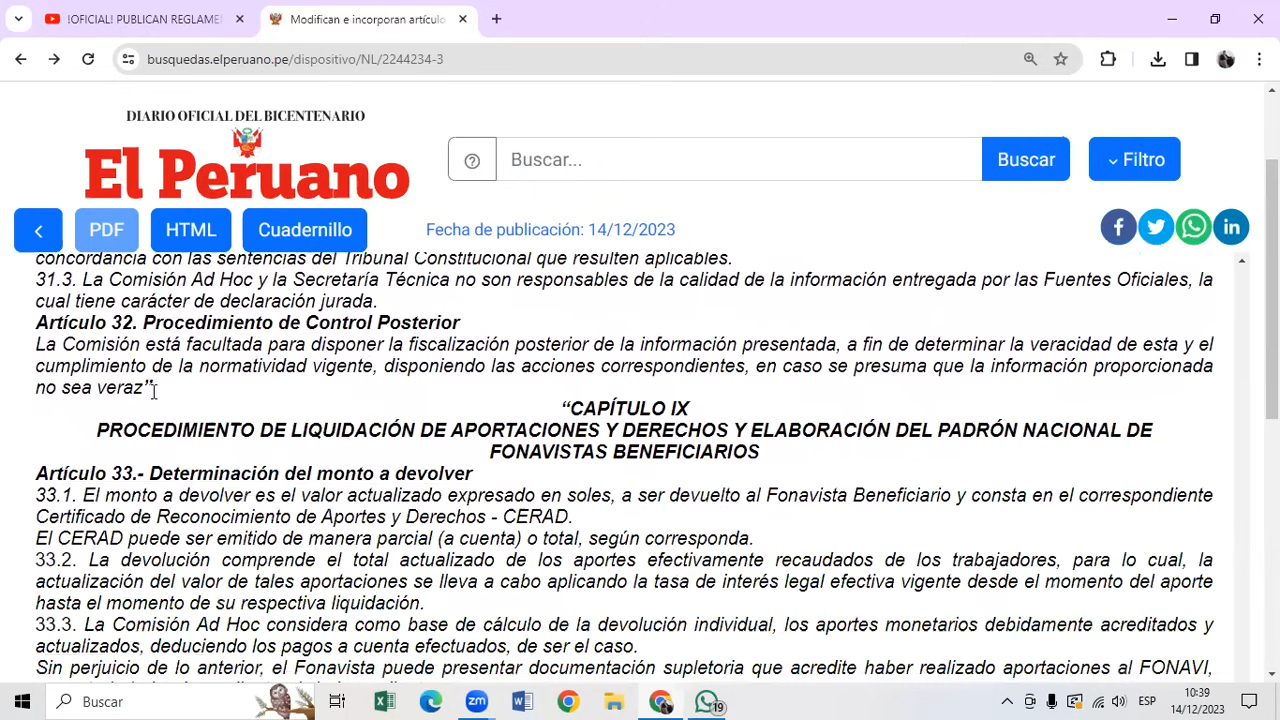 ¡OFICIAL! PUBLICAN REGLAMEN
Modifican e incorporan artículo
busquedas.elperuano.pe/dispositivo/NL/2244234-3
DIARIO OFICIAL DEL BICENTENARIO
El Peruano
Buscar...
Buscar
Filtro
PDF
HTML
Cuadernillo
Fecha de publicación: 14/12/2023
concordancia con las sentencias del Tribunal Constitucional que resulten aplicables.
31.3. La Comisión Ad Hoc y la Secretaría Técnica no son responsables de la calidad de la información entregada por las Fuentes Oficiales, la
cual tiene carácter de declaración jurada.
Artículo 32. Procedimiento de Control Posterior
La Comisión está facultada para disponer la fiscalización posterior de la información presentada, a fin de determinar la veracidad de esta y el
cumplimiento de la normatividad vigente, disponiendo las acciones correspondientes, en caso se presuma que la información proporcionada
no sea veraz”
“CAPÍTULO IX
PROCEDIMIENTO DE LIQUIDACIÓN DE APORTACIONES Y DERECHOS Y ELABORACIÓN DEL PADRÓN NACIONAL DE
FONAVISTAS BENEFICIARIOS
Artículo 33.- Determinación del monto a devolver
33.1. El monto a devolver es el valor actualizado expresado en soles, a ser devuelto al Fonavista Beneficiario y consta en el correspondiente
Certificado de Reconocimiento de Aportes y Derechos - CERAD.
El CERAD puede ser emitido de manera parcial (a cuenta) o total, según corresponda.
33.2. La devolución comprende el total actualizado de los aportes efectivamente recaudados de los trabajadores, para lo cual, la
actualización del valor de tales aportaciones se lleva a cabo aplicando la tasa de interés legal efectiva vigente desde el momento del aporte
hasta el momento de su respectiva liquidación.
33.3. La Comisión Ad Hoc considera como base de cálculo de la devolución individual, los aportes monetarios debidamente acreditados y
actualizados, deduciendo los pagos a cuenta efectuados, de ser el caso.
Sin perjuicio de lo anterior, el Fonavista puede presentar documentación supletoria que acredite haber realizado aportaciones al FONAVI,
Buscar
zm
19
ESP
10:39
14/12/2023